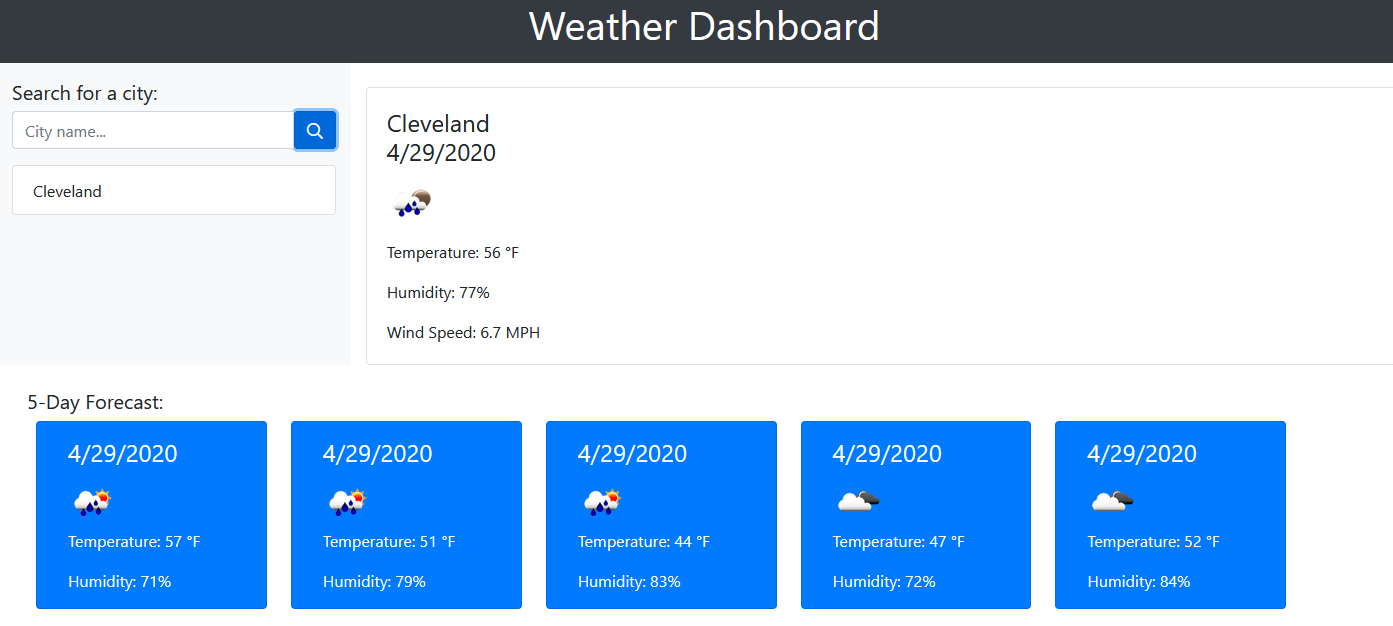 Weather Dashboard
Search for a city:
City name...
Cleveland
Cleveland
4/29/2020
Temperature: 56 °F
Humidity: 77%
Wind Speed: 6.7 MPH
5-Day Forecast:
4/29/2020
Temperature: 57 °F
Humidity: 71%
4/29/2020
Temperature: 51 °F
Humidity: 79%
4/29/2020
Temperature: 44 °F
Humidity: 83%
4/29/2020
Temperature: 47 °F
Humidity: 72%
4/29/2020
Temperature: 52 °F
Humidity: 84%